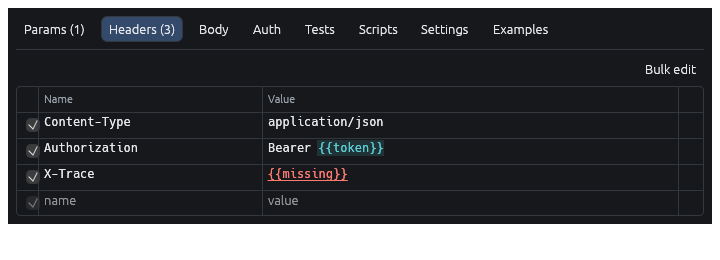 Params (1) Headers (3) Body Auth Tests Scripts Settings Examples
Bulk edit
Name Value
Content-Type application/json
Authorization Bearer {{token}}
X-Trace {{missing}}
name value